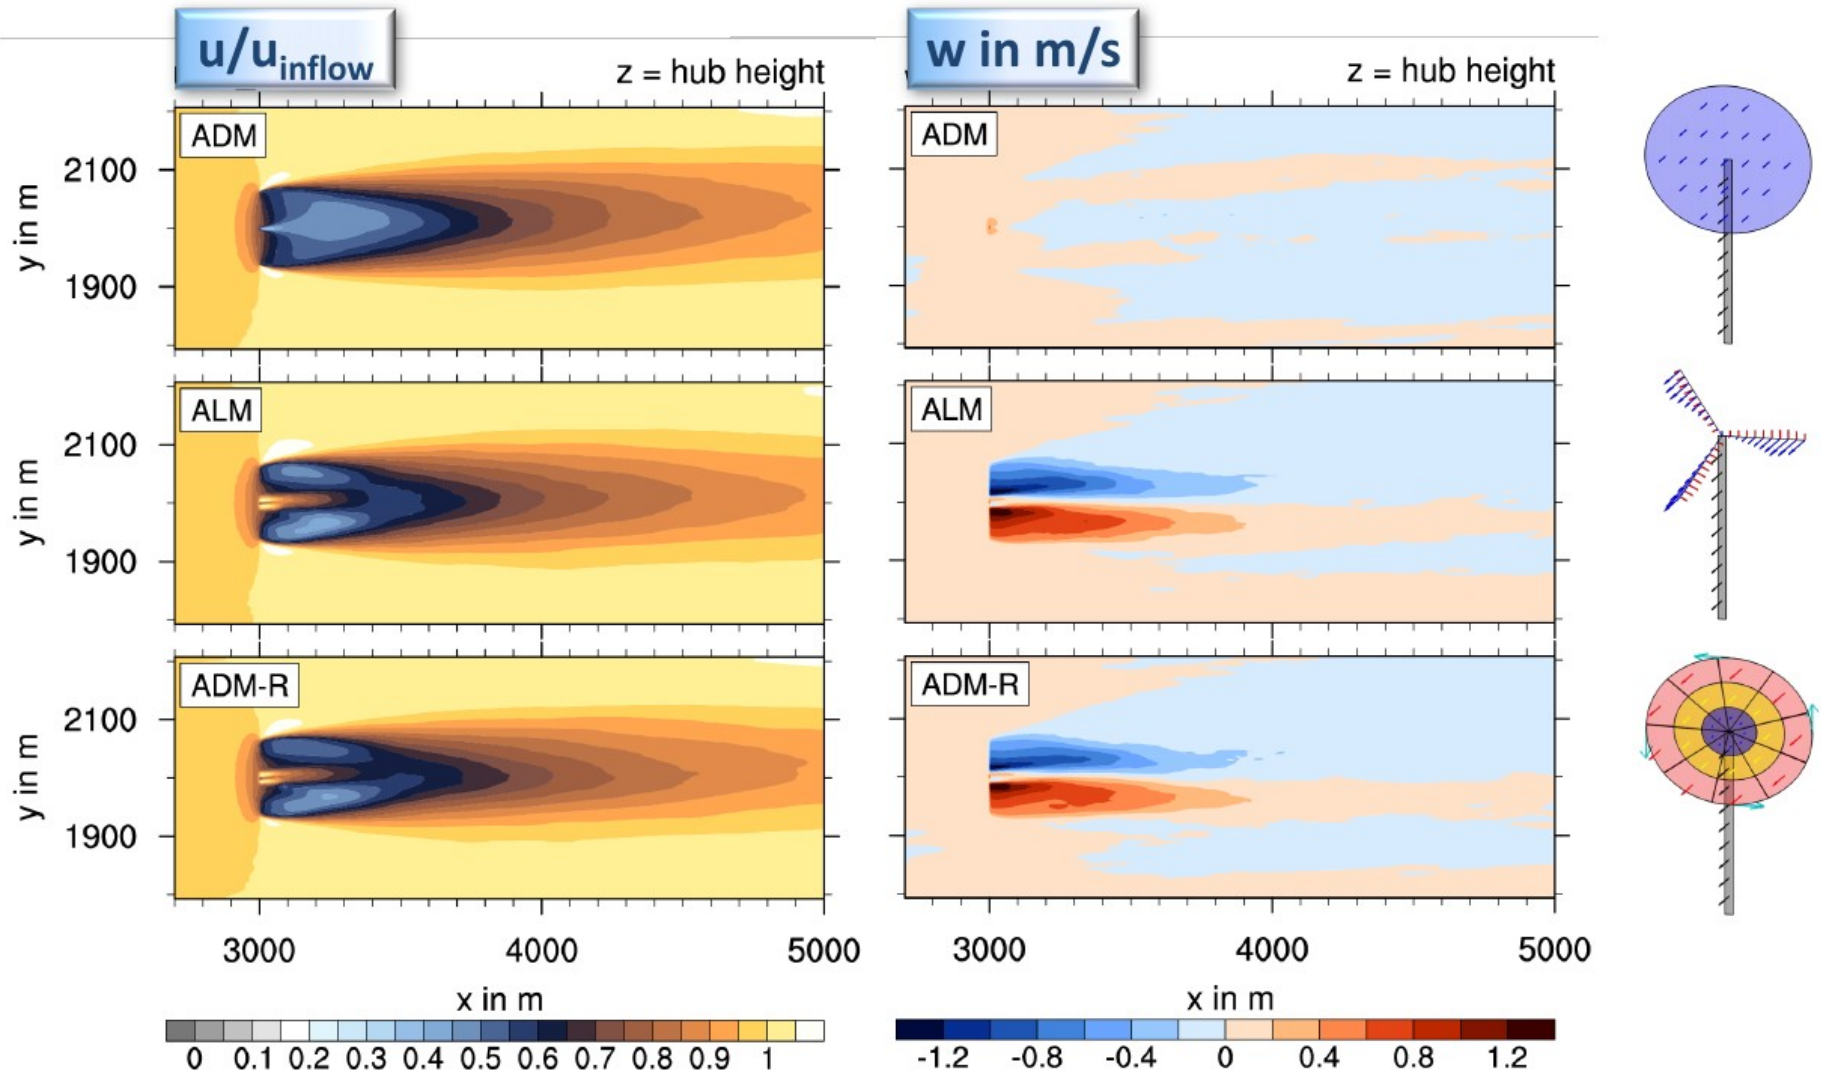 u/uinflow
z = hub height
w in m/s
z = hub height
ADM
2100
y in m
1900
ADM
ALM
2100
y in m
1900
ALM
ADM-R
2100
y in m
1900
ADM-R
3000 4000 5000
x in m
3000 4000 5000
x in m
0 0.1 0.2 0.3 0.4 0.5 0.6 0.7 0.8 0.9 1
-1.2 -0.8 -0.4 0 0.4 0.8 1.2